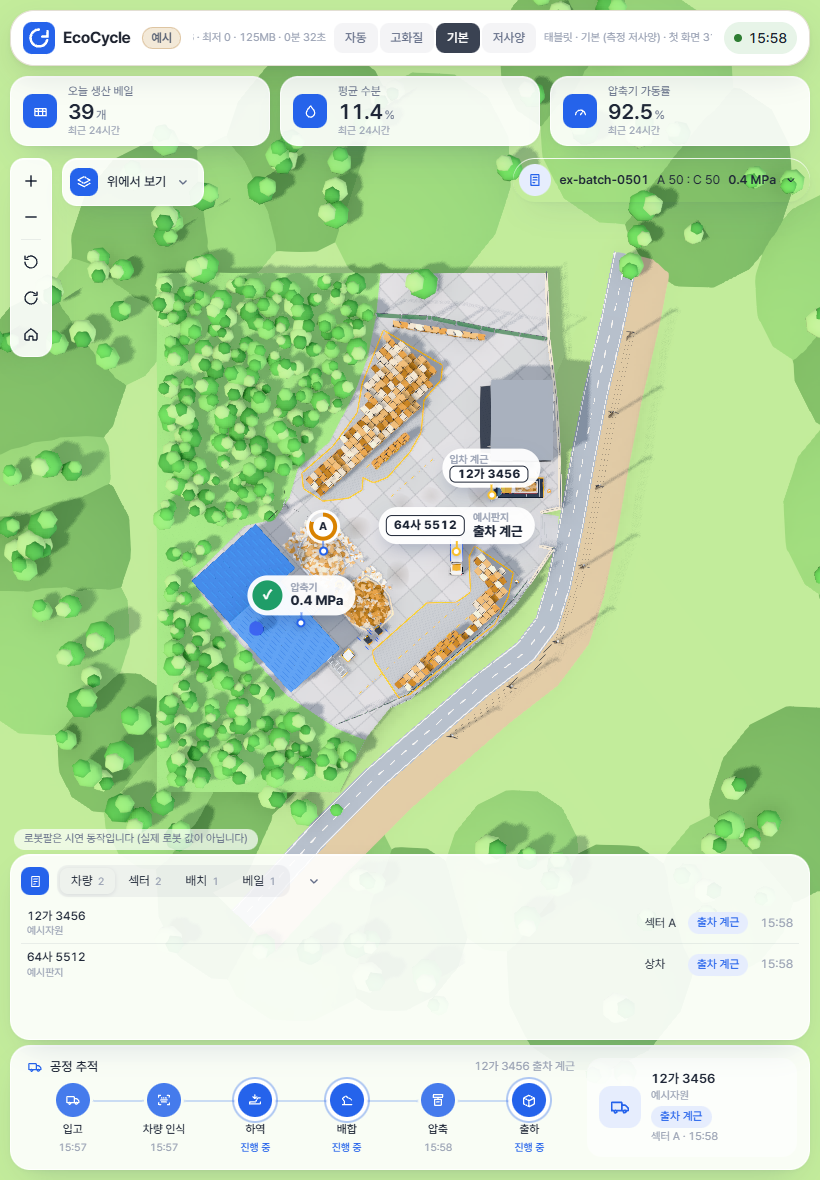 EcoCycle
예시
· 최저 0 · 125MB · 0분 32초
자동
고화질
기본
저사양
태블릿 · 기본 (측정 저사양) · 첫 화면
15:58
오늘 생산 베일
39 개
최근 24시간
평균 수분
11.4 %
최근 24시간
압축기 가동률
92.5 %
최근 24시간
위에서 보기
ex-batch-0501 A 50 : C 50 0.4 MPa
입차 계근
12가 3456
64사 5512
예시판지
출차 계근
A
압축기
0.4 MPa
로봇팔은 시연 동작입니다 (실제 로봇 값이 아닙니다)
차량 2
섹터 2
배치 1
베일 1
12가 3456
예시자원
섹터 A
출차 계근
15:58
64사 5512
예시판지
상차
출차 계근
15:58
공정 추적
12가 3456 출차 계근
입고
15:57
차량 인식
15:57
하역
진행 중
배합
진행 중
압축
15:58
출하
진행 중
12가 3456
예시자원
출차 계근
섹터 A · 15:58